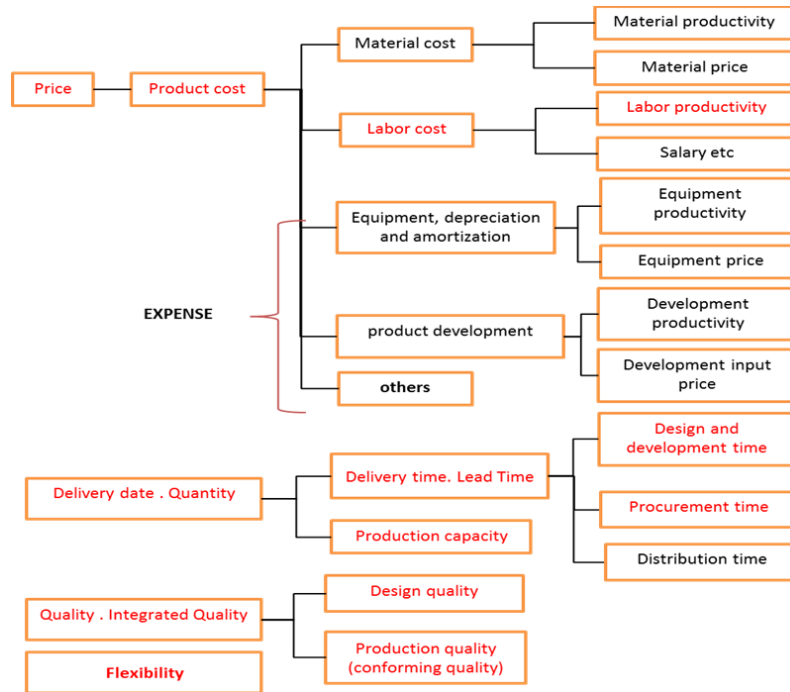 Price
Product cost
Material cost
Material productivity
Material price
Labor cost
Labor productivity
Salary etc
Equipment, depreciation
and amortization
Equipment
productivity
Equipment price
EXPENSE
product development
Development
productivity
Development input
price
others
Delivery date . Quantity
Delivery time. Lead Time
Design and
development time
Procurement time
Distribution time
Production capacity
Quality . Integrated Quality
Design quality
Production quality
(conforming quality)
Flexibility